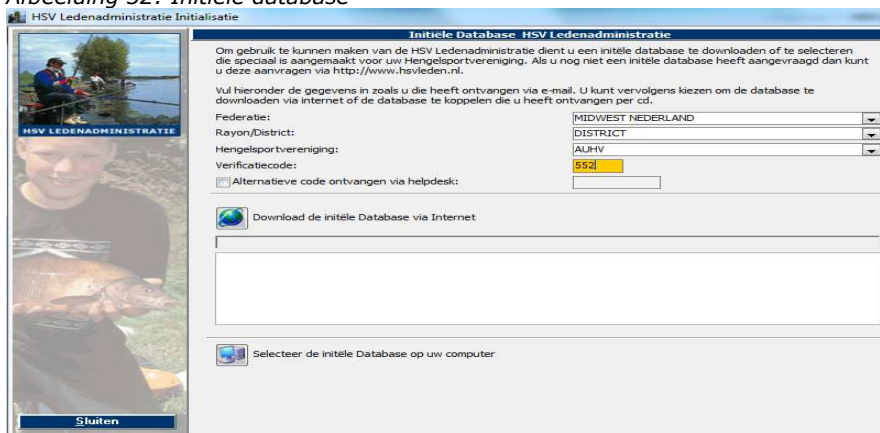 Afbeelding 52: Initiële database
HSV Ledenadministratie Initialisatie
Initiële Database HSV Ledenadministratie
Om gebruik te kunnen maken van de HSV Ledenadministratie dient u een initële database te downloaden of te selecteren
die speciaal is aangemaakt voor uw Hengelsportvereniging. Als u nog niet een initële database heeft aangevraagd dan kunt
u deze aanvragen via http://www.hsvleden.nl.
Vul hieronder de gegevens in zoals u die heeft ontvangen via e-mail. U kunt vervolgens kiezen om de database te
downloaden via internet of de database te koppelen die u heeft ontvangen per cd.
Federatie: MIDWEST NEDERLAND
Rayon/District: DISTRICT
HSV LEDENADMINISTRATIE
Hengelsportvereniging: AUHV
Verificatiecode: 552
Alternatieve code ontvangen via helpdesk:
Download de initële Database via Internet
Selecteer de initële Database op uw computer
Sluiten